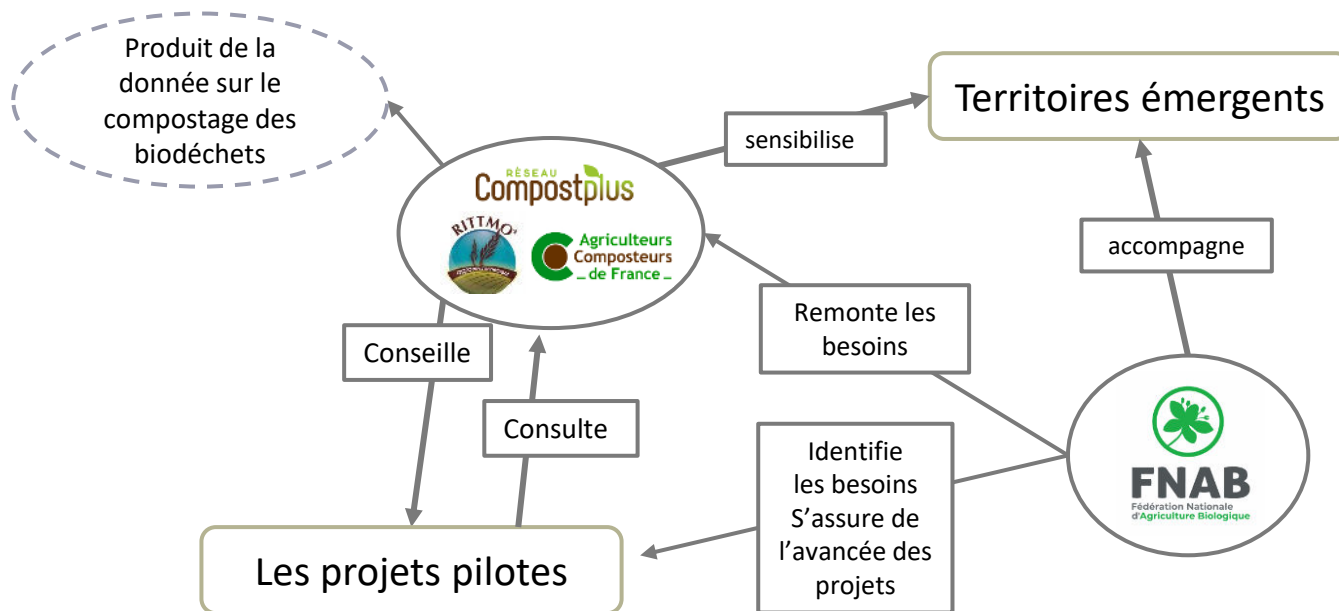 Produit de la
donnée sur le
compostage des
biodéchets
Territoires émergents
sensibilise
RÉSEAU
Compostplus
RITTMO
Agriculteurs
Composteurs
de France
accompagne
Remonte les
besoins
Conseille
Consulte
Identifie
les besoins
S'assure de
l'avancée des
projets
FNAB
Fédération Nationale
d'Agriculture Biologique
Les projets pilotes